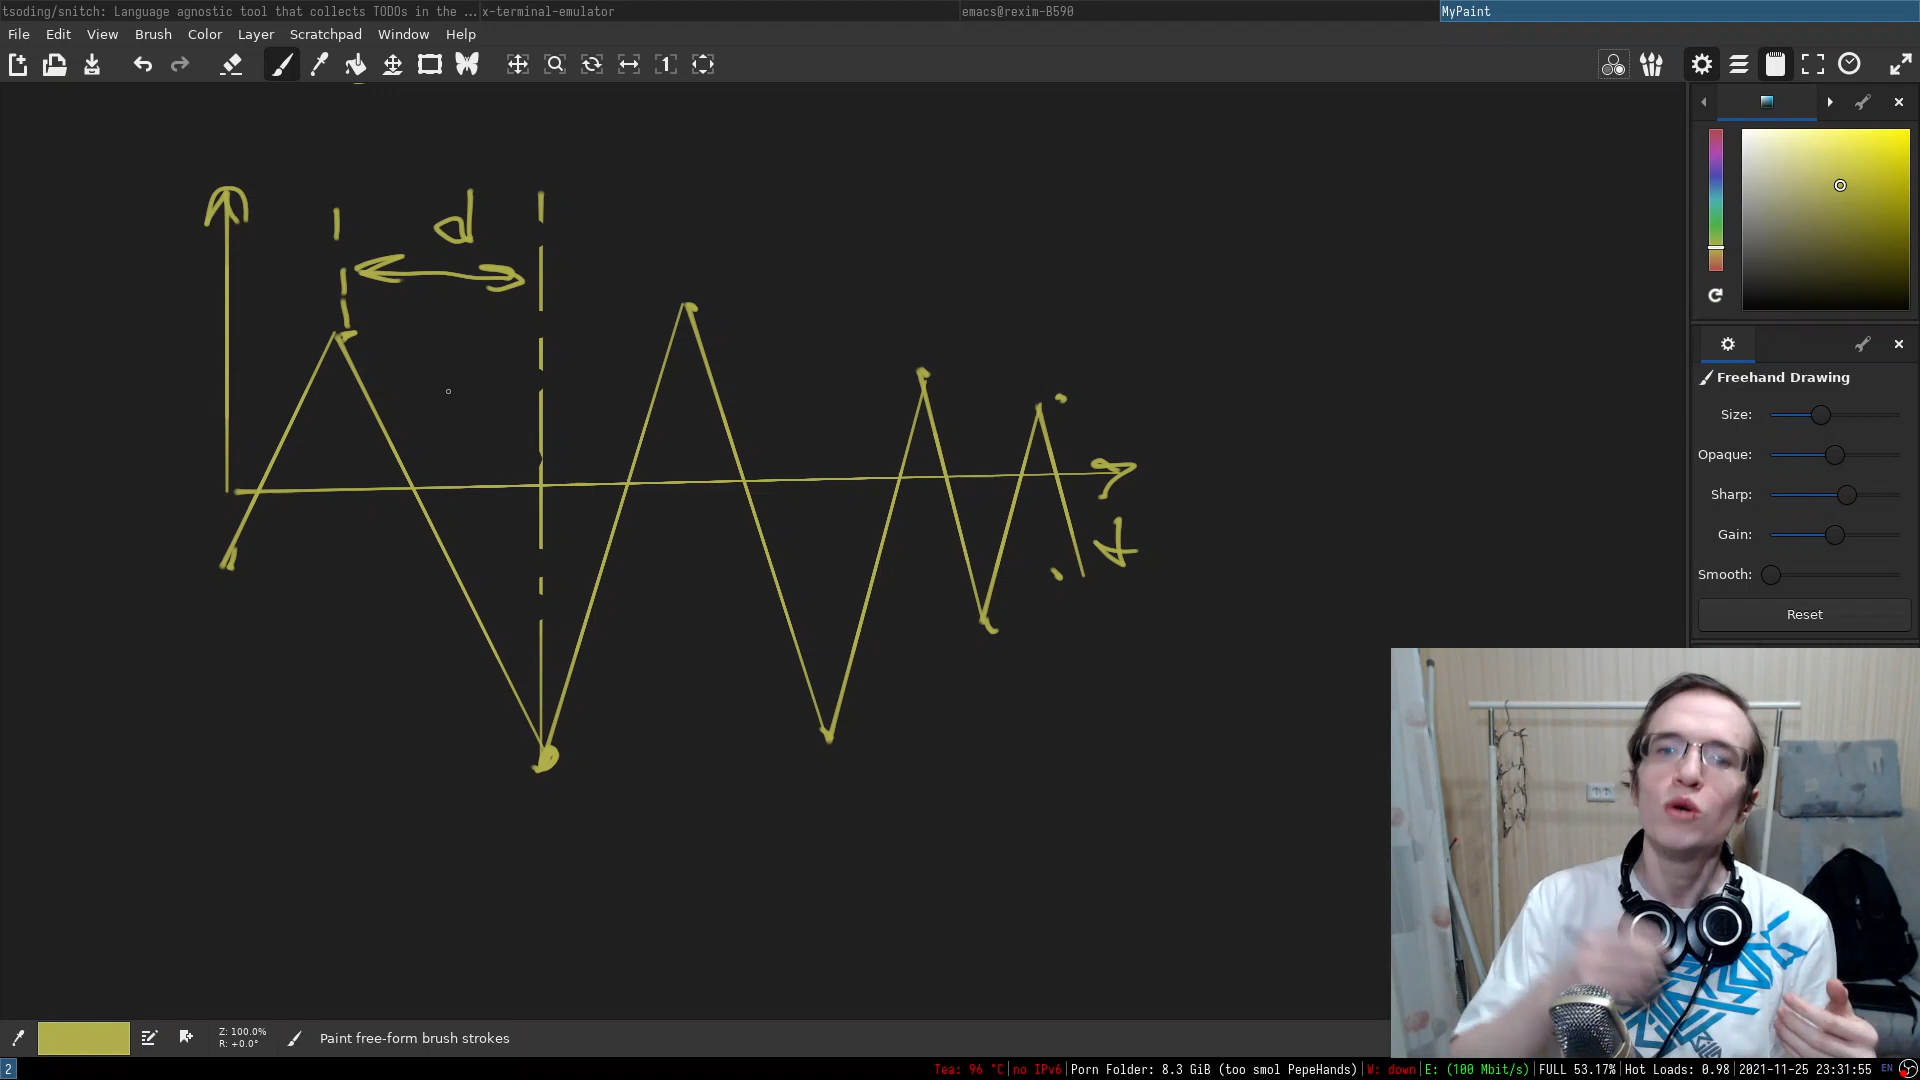 tsoding/snitch: Language agnostic tool that collects TODOs in the ... x-terminal-emulator emacs@rexim-B590 MyPaint
File Edit View Brush Color Layer Scratchpad Window Help
d
Freehand Drawing
Size:
Opaque:
Sharp:
Gain:
Smooth:
Reset
t
Z: 100.0%
R: +0.0°
Paint free-form brush strokes
2 Tea: 96 °C|no IPv6|Porn Folder: 8.3 GiB (too smol PepeHands)|W: down|E: (100 Mbit/s)|FULL 53.17%|Hot Loads: 0.98|2021-11-25 23:31:55 EN